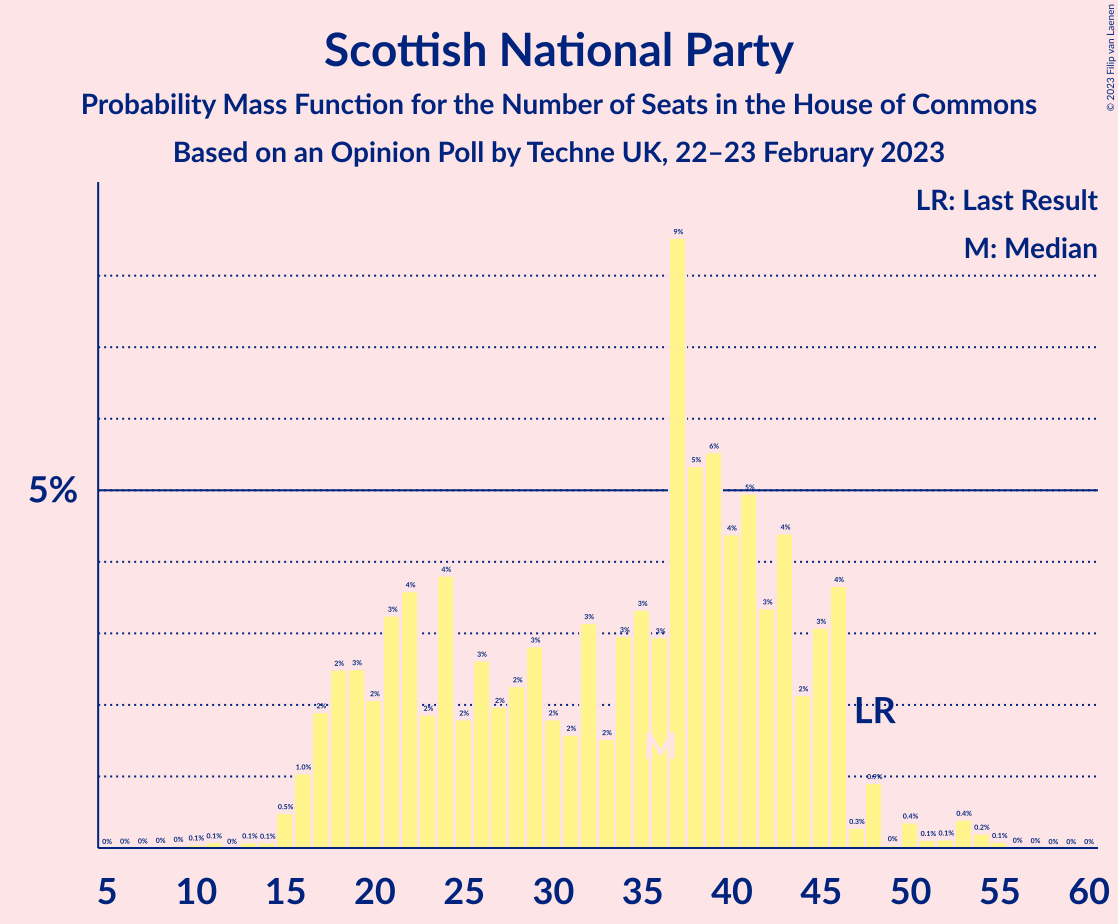 Scottish National Party
Probability Mass Function for the Number of Seats in the House of Commons
Based on an Opinion Poll by Techne UK, 22–23 February 2023
© 2023 Filip van Laenen
LR: Last Result
M: Median
5%
0% 0% 0% 0% 0% 0.1% 0.1% 0% 0.1% 0.1% 0.5% 1.0% 2% 2% 3% 2% 3% 4% 2% 4% 2% 3% 2% 2% 3% 2% 2% 3% 2% 3% 3% 3% 9% 5% 6% 4% 5% 3% 4% 2% 3% 4% 0.3% 0.9% 0% 0.4% 0.1% 0.1% 0.4% 0.2% 0.1% 0% 0% 0% 0% 0%
M
LR
5 10 15 20 25 30 35 40 45 50 55 60